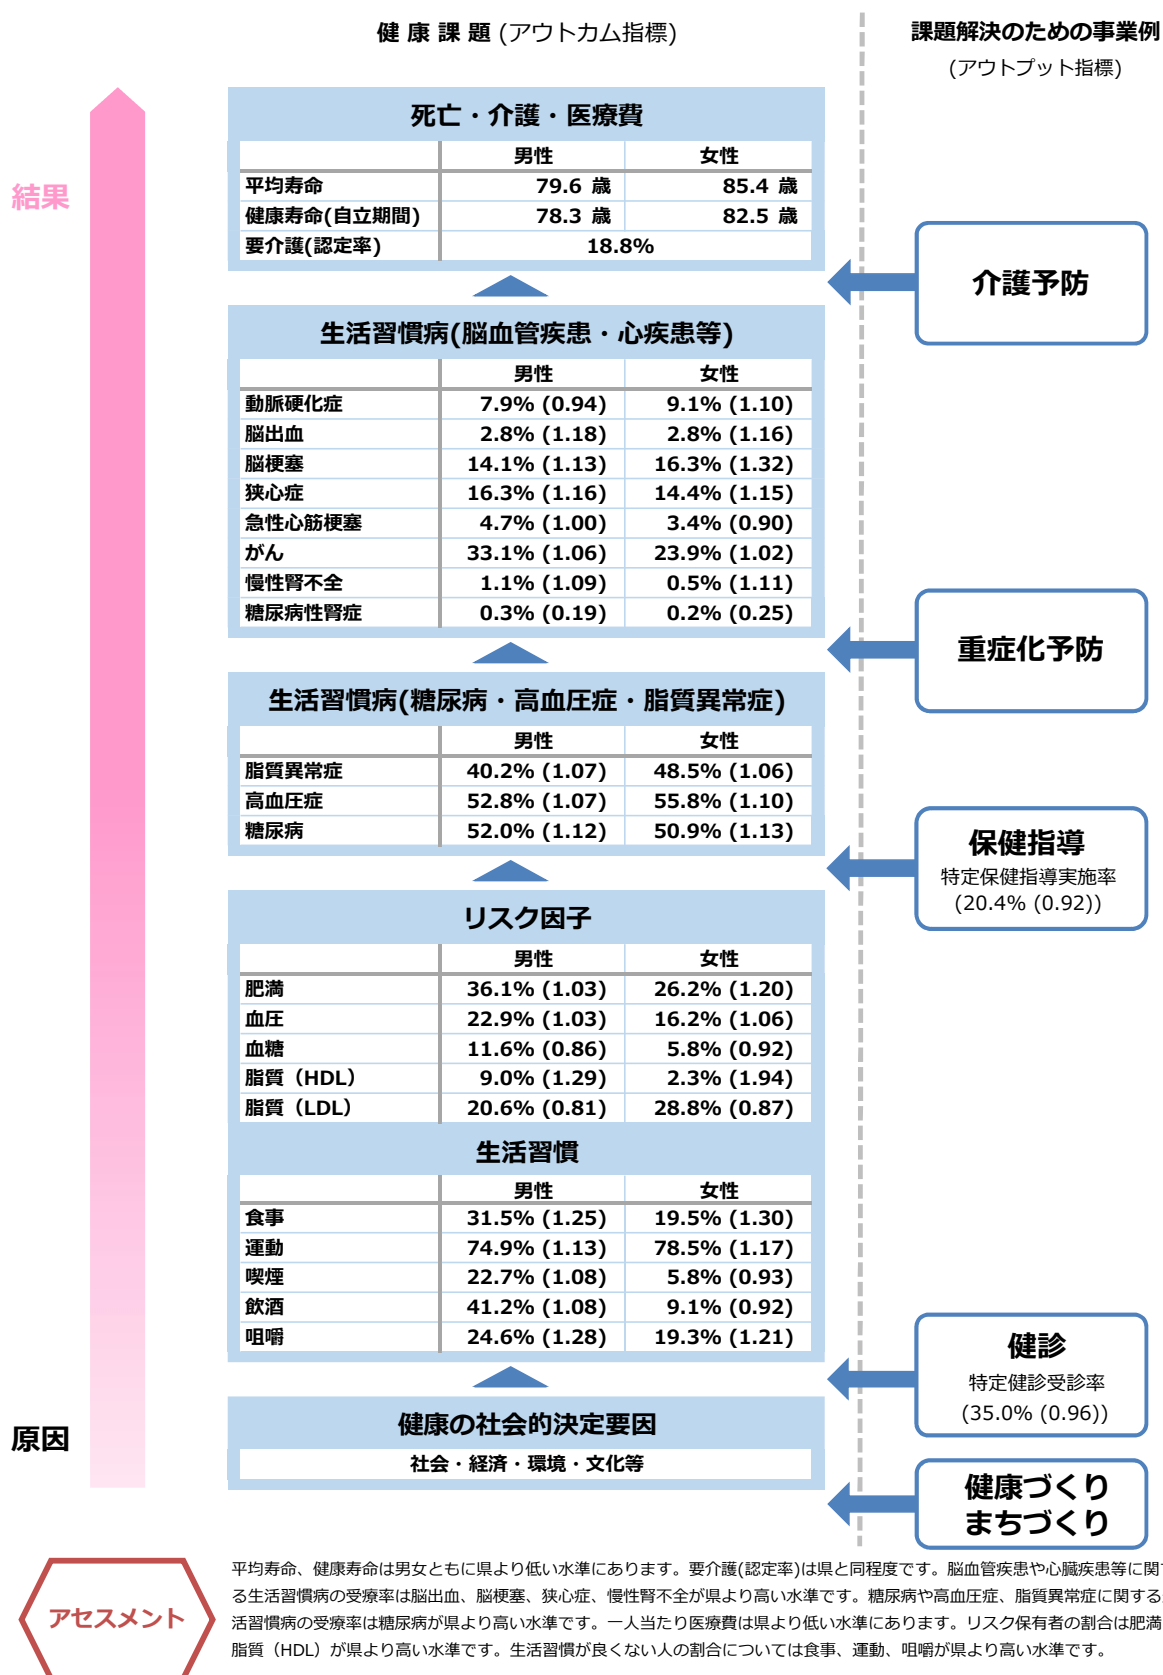 健 康 課 題 (アウトカム指標)
課題解決のための事業例
(アウトプット指標)
結果
死亡・介護・医療費
男性 女性
平均寿命 79.6 歳 85.4 歳
健康寿命(自立期間) 78.3 歳 82.5 歳
要介護(認定率) 18.8%
介護予防
生活習慣病(脳血管疾患・心疾患等)
男性 女性
動脈硬化症 7.9% (0.94) 9.1% (1.10)
脳出血 2.8% (1.18) 2.8% (1.16)
脳梗塞 14.1% (1.13) 16.3% (1.32)
狭心症 16.3% (1.16) 14.4% (1.15)
急性心筋梗塞 4.7% (1.00) 3.4% (0.90)
がん 33.1% (1.06) 23.9% (1.02)
慢性腎不全 1.1% (1.09) 0.5% (1.11)
糖尿病性腎症 0.3% (0.19) 0.2% (0.25)
重症化予防
生活習慣病(糖尿病・高血圧症・脂質異常症)
男性 女性
脂質異常症 40.2% (1.07) 48.5% (1.06)
高血圧症 52.8% (1.07) 55.8% (1.10)
糖尿病 52.0% (1.12) 50.9% (1.13)
保健指導
特定保健指導実施率
(20.4% (0.92))
リスク因子
男性 女性
肥満 36.1% (1.03) 26.2% (1.20)
血圧 22.9% (1.03) 16.2% (1.06)
血糖 11.6% (0.86) 5.8% (0.92)
脂質（HDL） 9.0% (1.29) 2.3% (1.94)
脂質（LDL） 20.6% (0.81) 28.8% (0.87)
生活習慣
男性 女性
食事 31.5% (1.25) 19.5% (1.30)
運動 74.9% (1.13) 78.5% (1.17)
喫煙 22.7% (1.08) 5.8% (0.93)
飲酒 41.2% (1.08) 9.1% (0.92)
咀嚼 24.6% (1.28) 19.3% (1.21)
健診
特定健診受診率
(35.0% (0.96))
原因
健康の社会的決定要因
社会・経済・環境・文化等
健康づくり
まちづくり
アセスメント
平均寿命、健康寿命は男女ともに県より低い水準にあります。要介護(認定率)は県と同程度です。脳血管疾患や心臓疾患等に関す
る生活習慣病の受療率は脳出血、脳梗塞、狭心症、慢性腎不全が県より高い水準です。糖尿病や高血圧症、脂質異常症に関する
活習慣病の受療率は糖尿病が県より高い水準です。一人当たり医療費は県より低い水準にあります。リスク保有者の割合は肥満
脂質（HDL）が県より高い水準です。生活習慣が良くない人の割合については食事、運動、咀嚼が県より高い水準です。